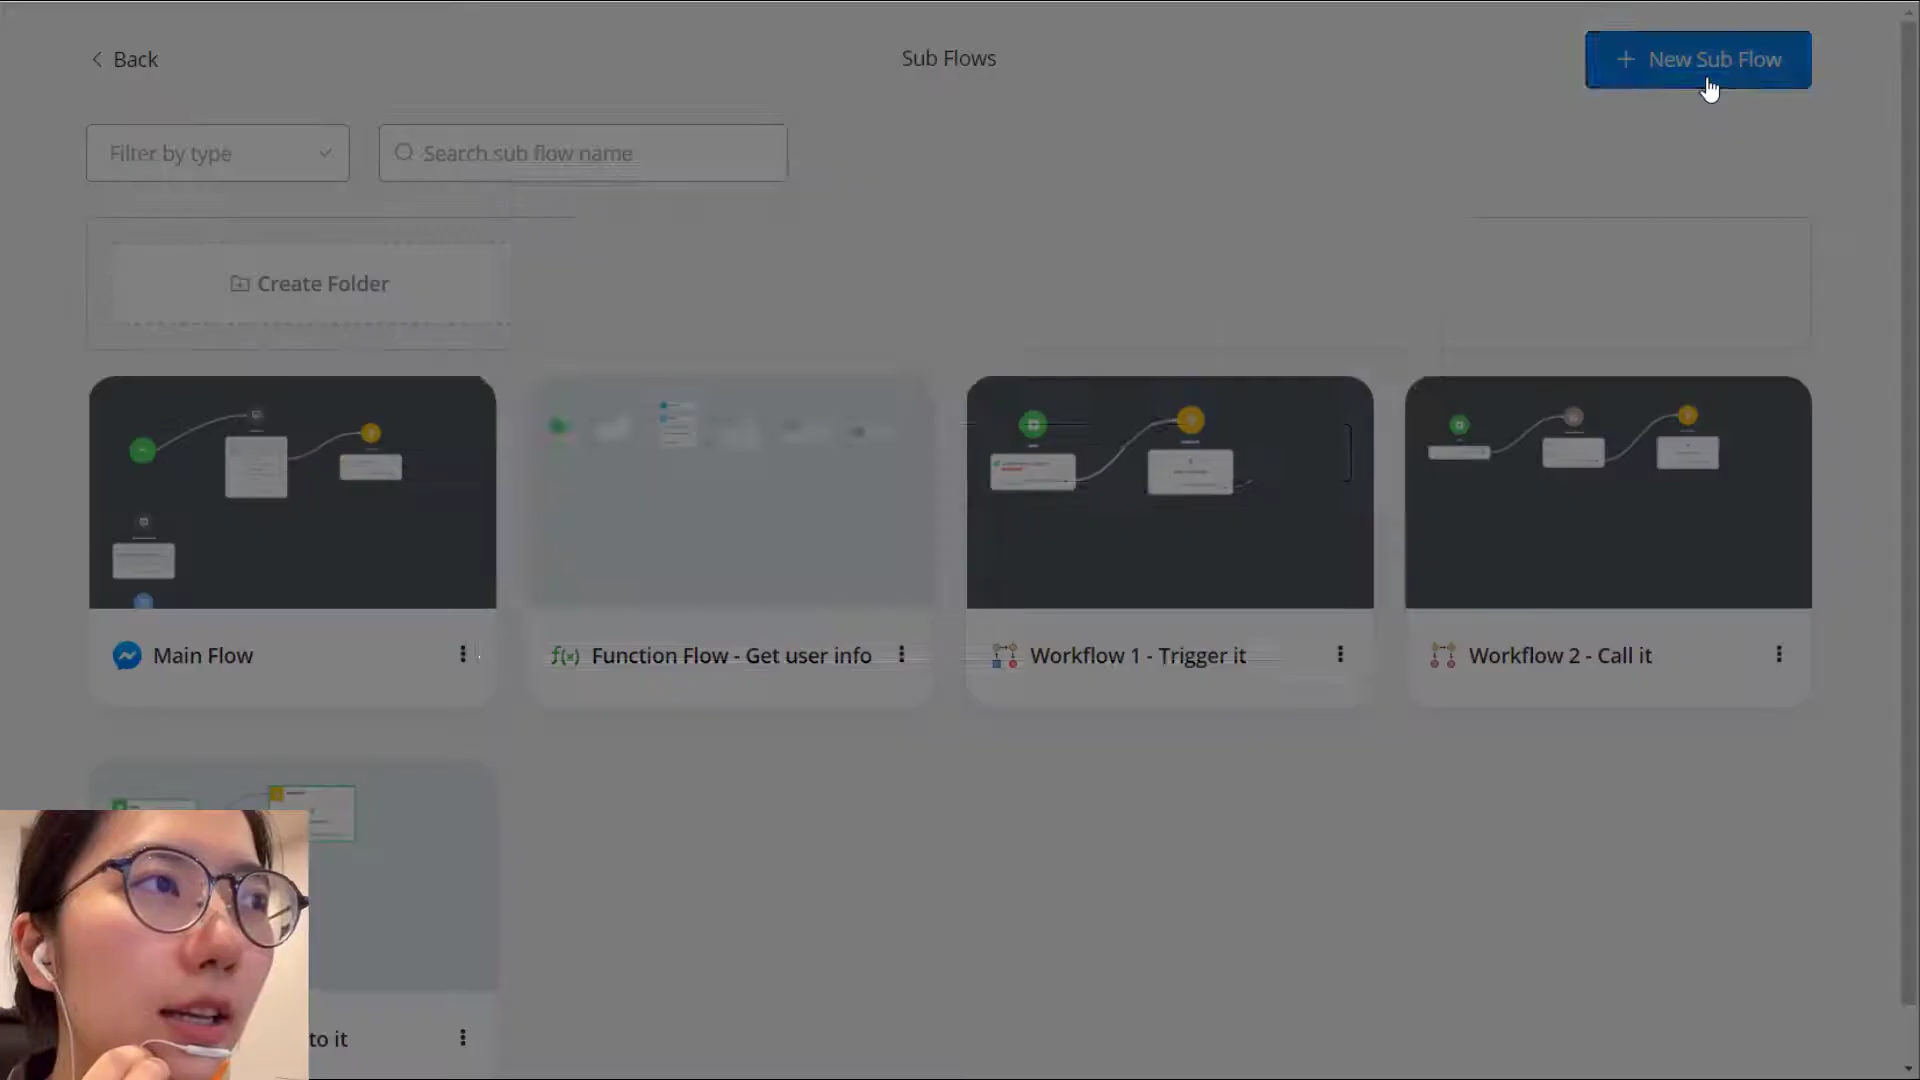 Back
Sub Flows
New Sub Flow
Filter by type
Search sub flow name
Create Folder
Main Flow
f(x) Function Flow - Get user info
Workflow 1 - Trigger it
Workflow 2 - Call it
to it